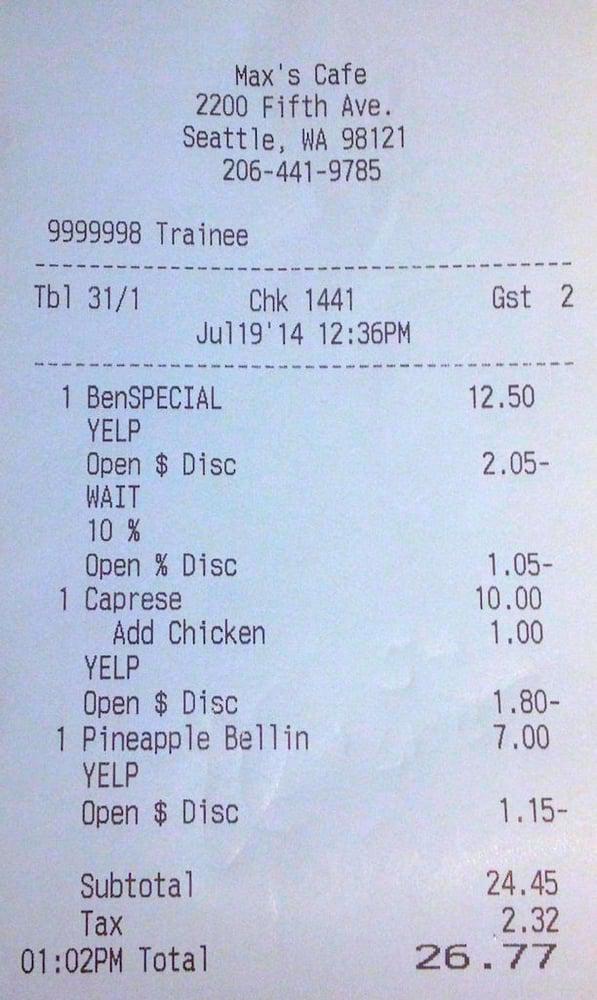 Max's Cafe
2200 Fifth Ave.
Seattle, WA 98121
206-441-9785
9999998 Trainee
Tbl 31/1 Chk 1441 Gst 2
Jul19'14 12:36PM
1 BenSPECIAL 12.50
YELP
Open $ Disc 2.05-
WAIT
10 %
Open % Disc 1.05-
1 Caprese 10.00
Add Chicken 1.00
YELP
Open $ Disc 1.80-
1 Pineapple Bellin 7.00
YELP
Open $ Disc 1.15-
Subtotal 24.45
Tax 2.32
01:02PM Total 26.77